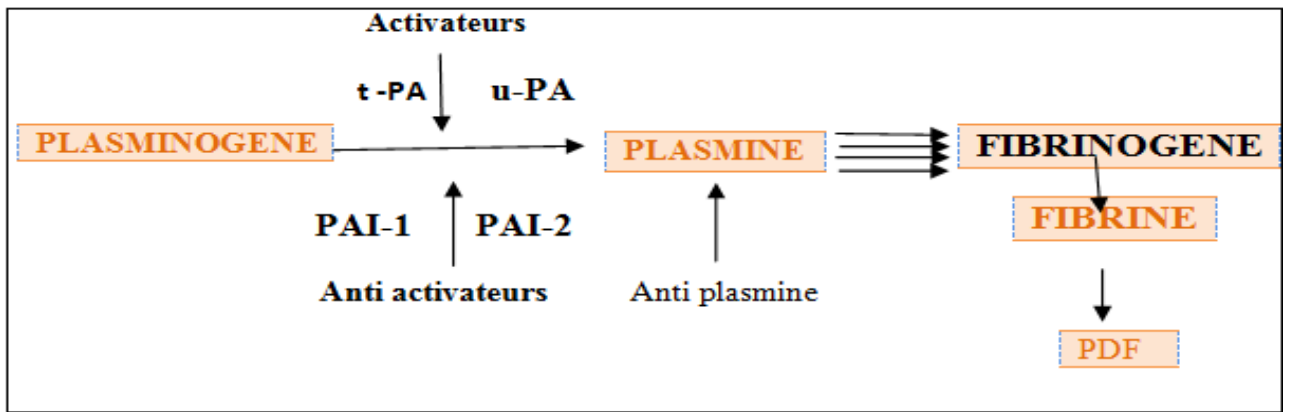 Activateurs
t -PA u-PA
PLASMINOGENE
PLASMINE
FIBRINOGENE
FIBRINE
PAI-1 PAI-2
Anti activateurs
Anti plasmine
PDF